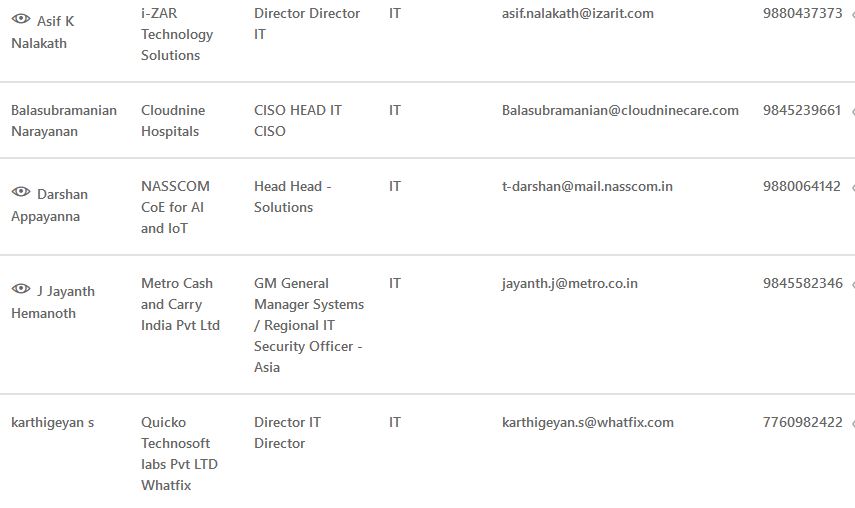 Asif K Nalakath
i-ZAR Technology Solutions
Director Director IT
IT
asif.nalakath@izarit.com
9880437373
Balasubramanian Narayanan
Cloudnine Hospitals
CISO HEAD IT CISO
IT
Balasubramanian@cloudninecare.com
9845239661
Darshan Appayanna
NASSCOM CoE for AI and IoT
Head Head - Solutions
IT
t-darshan@mail.nasscom.in
9880064142
J Jayanth Hemanoth
Metro Cash and Carry India Pvt Ltd
GM General Manager Systems / Regional IT Security Officer - Asia
IT
jayanth.j@metro.co.in
9845582346
karthigeyan s
Quicko Technosoft labs Pvt LTD Whatfix
Director IT Director
IT
karthigeyan.s@whatfix.com
7760982422